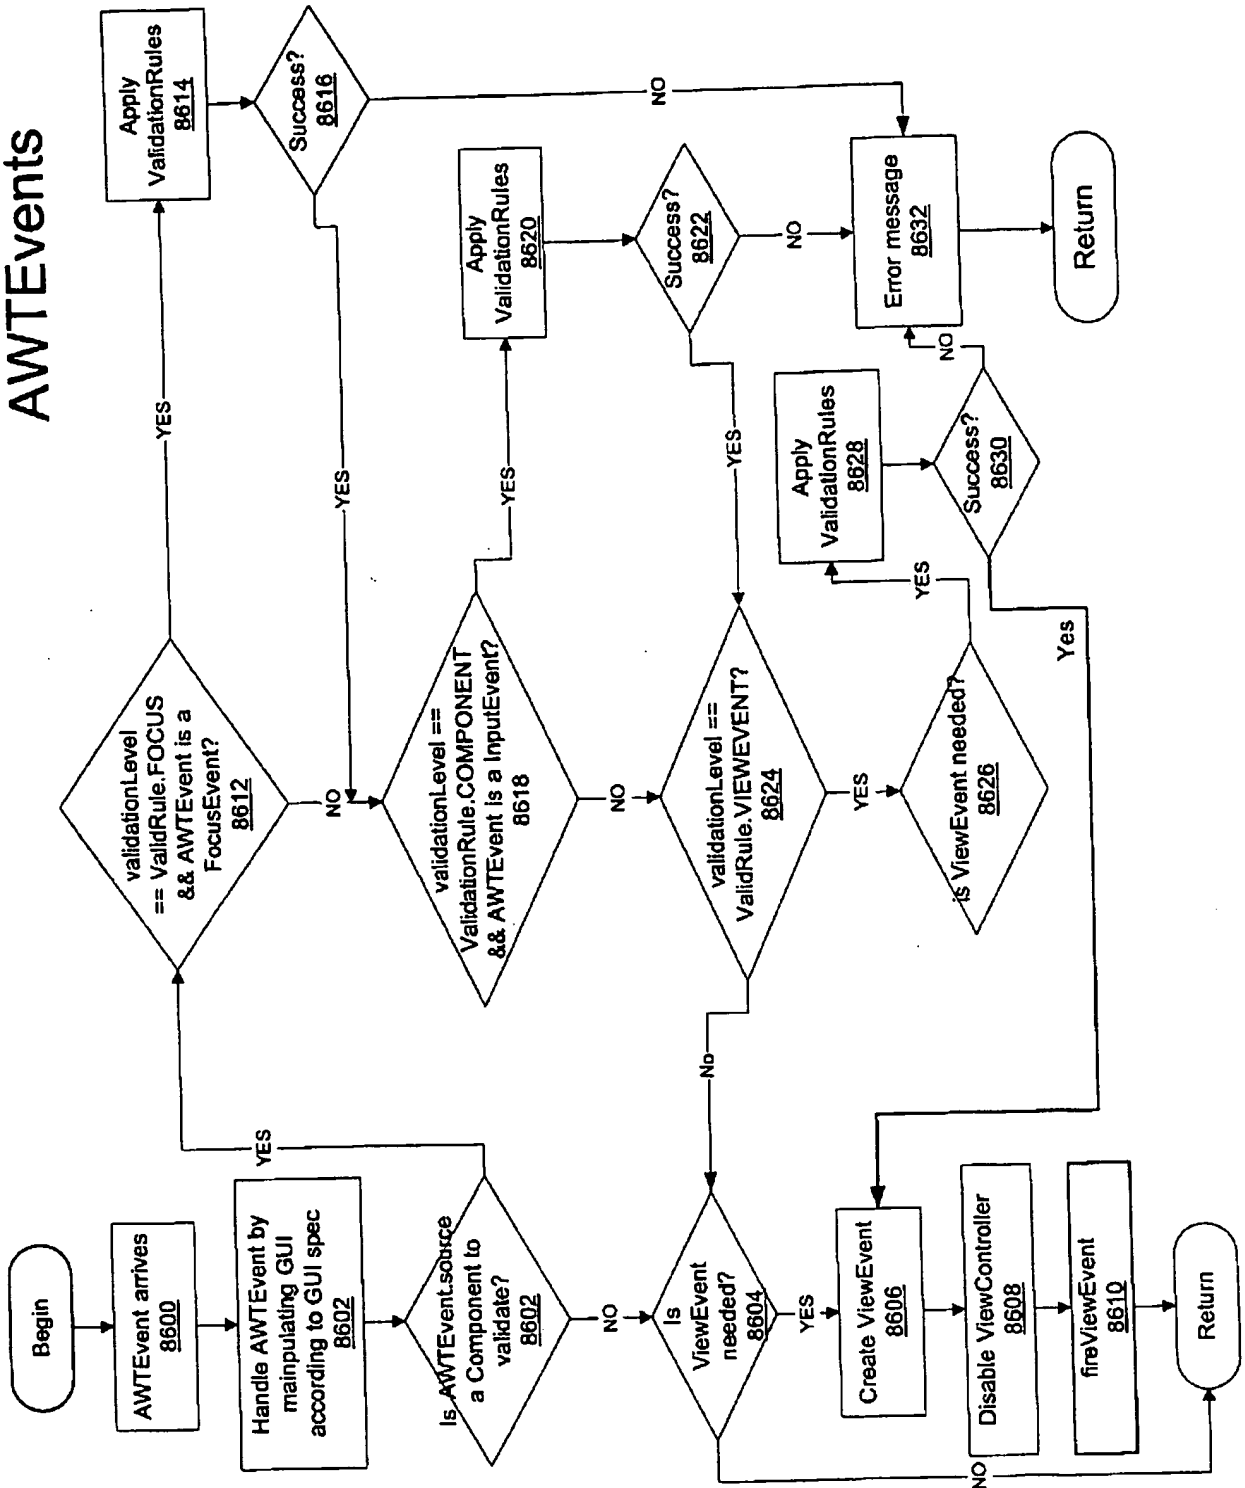 AWTEvents
Begin
AWTEvent arrives
8600
Handle AWTEvent by
mainpulating GUI
according to GUI spec
8602
Is AWTEvent.source
a Component to
validate?
8602
YES
NO
Is
ViewEvent
needed?
8604
YES
NO
Create ViewEvent
8606
Disable ViewController
8608
fireViewEvent
8610
Return
validationLevel
== ValidRule.FOCUS
&& AWTEvent is a
FocusEvent?
8612
YES
NO
Apply
ValidationRules
8614
Success?
8616
YES
NO
validationLevel ==
ValidationRule.COMPONENT
&& AWTEvent is a InputEvent?
8618
YES
NO
Apply
ValidationRules
8620
Success?
8622
YES
NO
validationLevel ==
ValidRule.VIEWEVENT?
8624
No
YES
is ViewEvent needed?
8626
YES
Apply
ValidationRules
8628
Success?
8630
NO
Yes
Error message
8632
Return